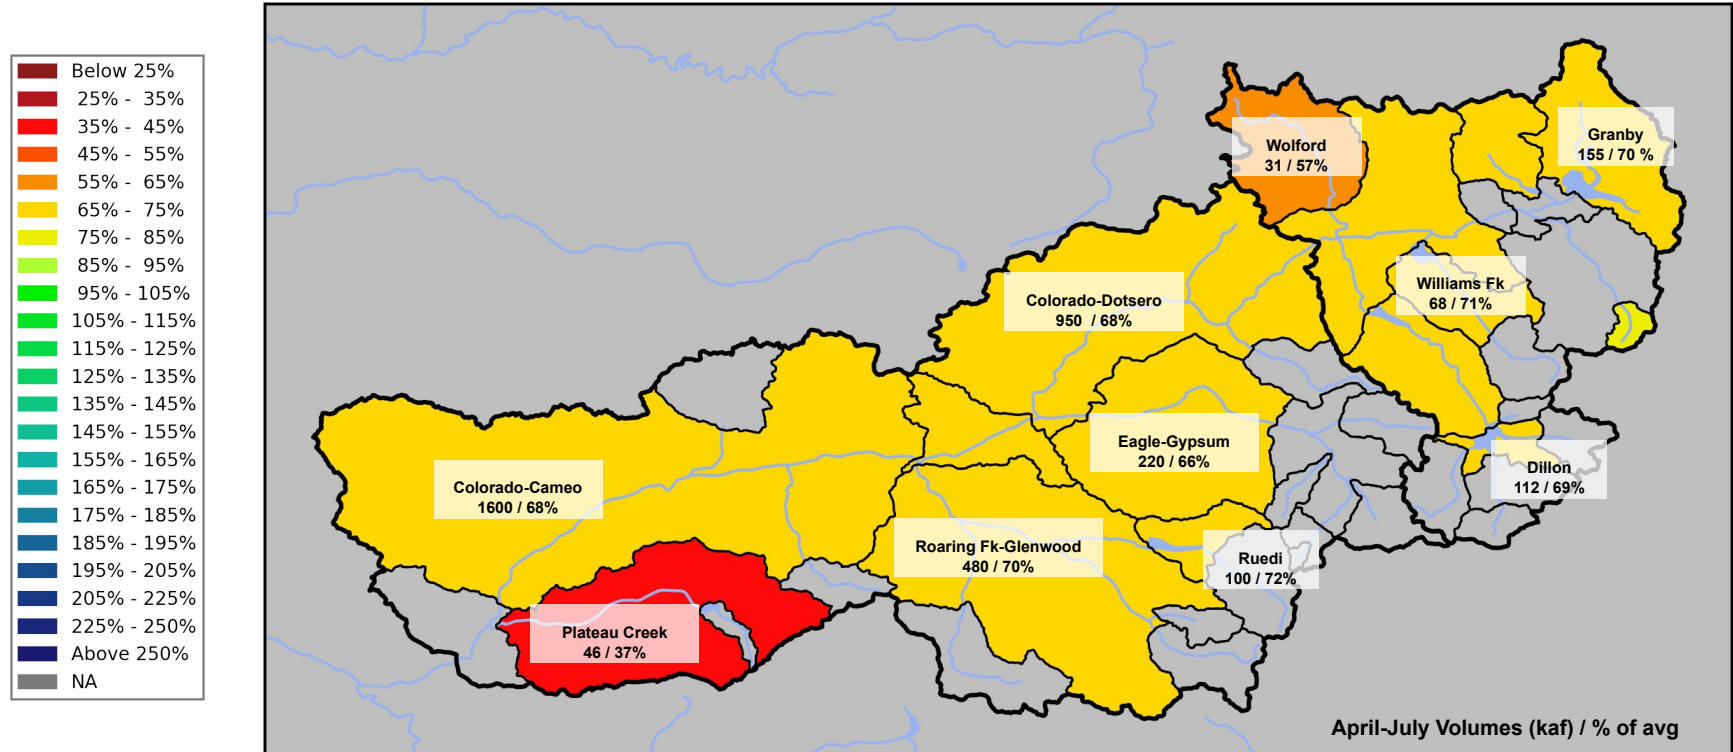 Below 25%
25% - 35%
35% - 45%
45% - 55%
55% - 65%
65% - 75%
75% - 85%
85% - 95%
95% - 105%
105% - 115%
115% - 125%
125% - 135%
135% - 145%
145% - 155%
155% - 165%
165% - 175%
175% - 185%
185% - 195%
195% - 205%
205% - 225%
225% - 250%
Above 250%
NA
Granby
155 / 70 %
Wolford
31 / 57%
Williams Fk
68 / 71%
Colorado-Dotsero
950 / 68%
Eagle-Gypsum
220 / 66%
Dillon
112 / 69%
Colorado-Cameo
1600 / 68%
Roaring Fk-Glenwood
480 / 70%
Ruedi
100 / 72%
Plateau Creek
46 / 37%
April-July Volumes (kaf) / % of avg